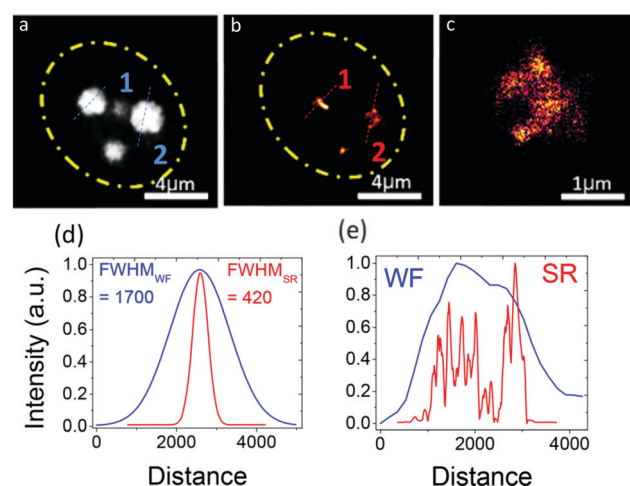 a
1
2
4μm
b
1
2
4μm
c
1μm
(d)
FWHM_WF
= 1700
FWHM_SR
= 420
Intensity (a.u.)
1.0
0.8
0.6
0.4
0.2
0.0
0 2000 4000
Distance
(e)
WF
SR
1.0
0.8
0.6
0.4
0.2
0.0
0 2000 4000
Distance